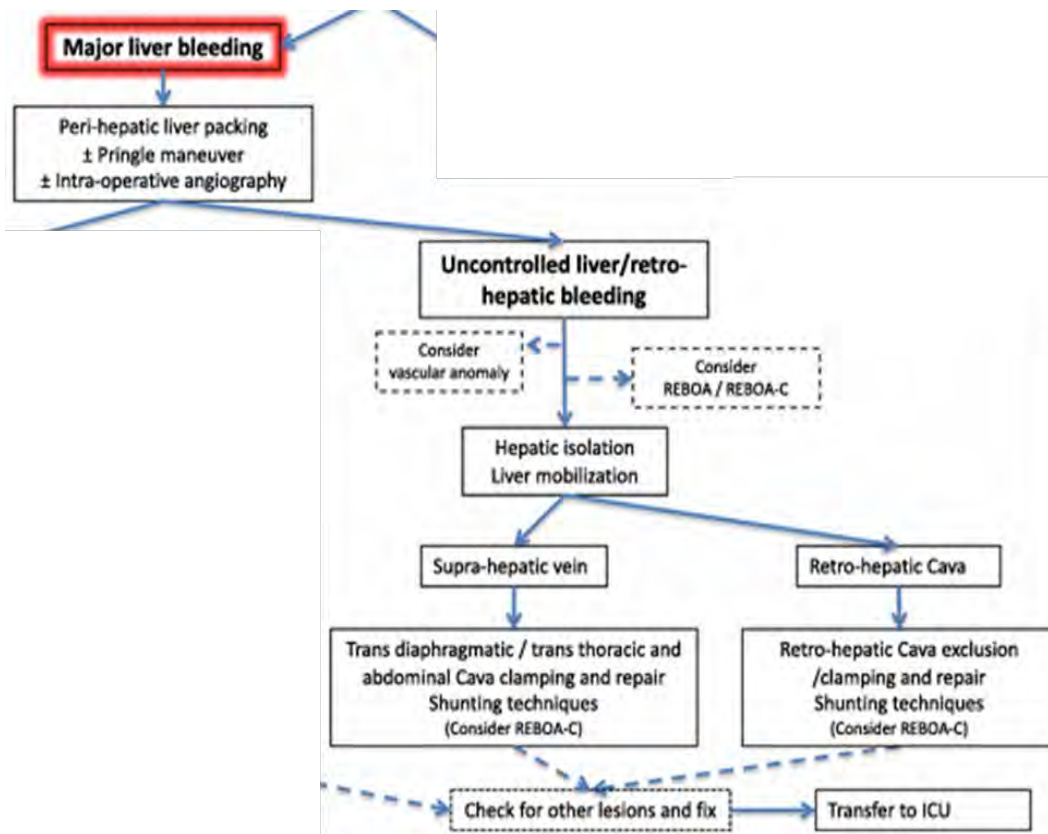 Major liver bleeding
Peri-hepatic liver packing
± Pringle maneuver
± Intra-operative angiography
Uncontrolled liver/retro-
hepatic bleeding
Consider
vascular anomaly
Consider
REBOA / REBOA-C
Hepatic isolation
Liver mobilization
Supra-hepatic vein
Retro-hepatic Cava
Trans diaphragmatic / trans thoracic and
abdominal Cava clamping and repair
Shunting techniques
(Consider REBOA-C)
Retro-hepatic Cava exclusion
/clamping and repair
Shunting techniques
(Consider REBOA-C)
Check for other lesions and fix
Transfer to ICU